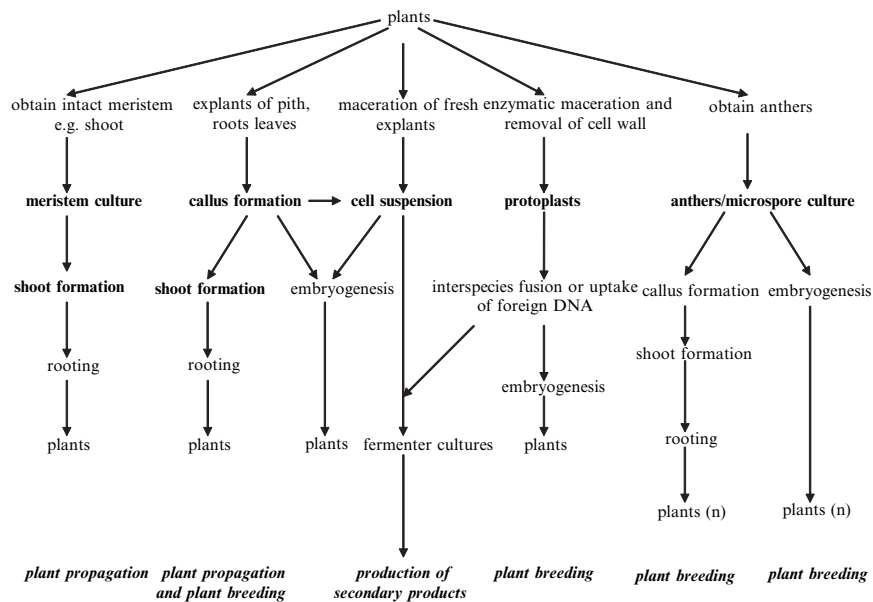 plants
obtain intact meristem
e.g. shoot
explants of pith,
roots leaves
maceration of fresh
explants
enzymatic maceration and
removal of cell wall
obtain anthers
meristem culture
callus formation
cell suspension
protoplasts
anthers/microspore culture
shoot formation
shoot formation
embryogenesis
interspecies fusion or uptake
of foreign DNA
callus formation
embryogenesis
shoot formation
rooting
rooting
embryogenesis
rooting
plants
plants
plants
fermenter cultures
plants
plants (n)
plants (n)
plant propagation
plant propagation
and plant breeding
production of
secondary products
plant breeding
plant breeding
plant breeding